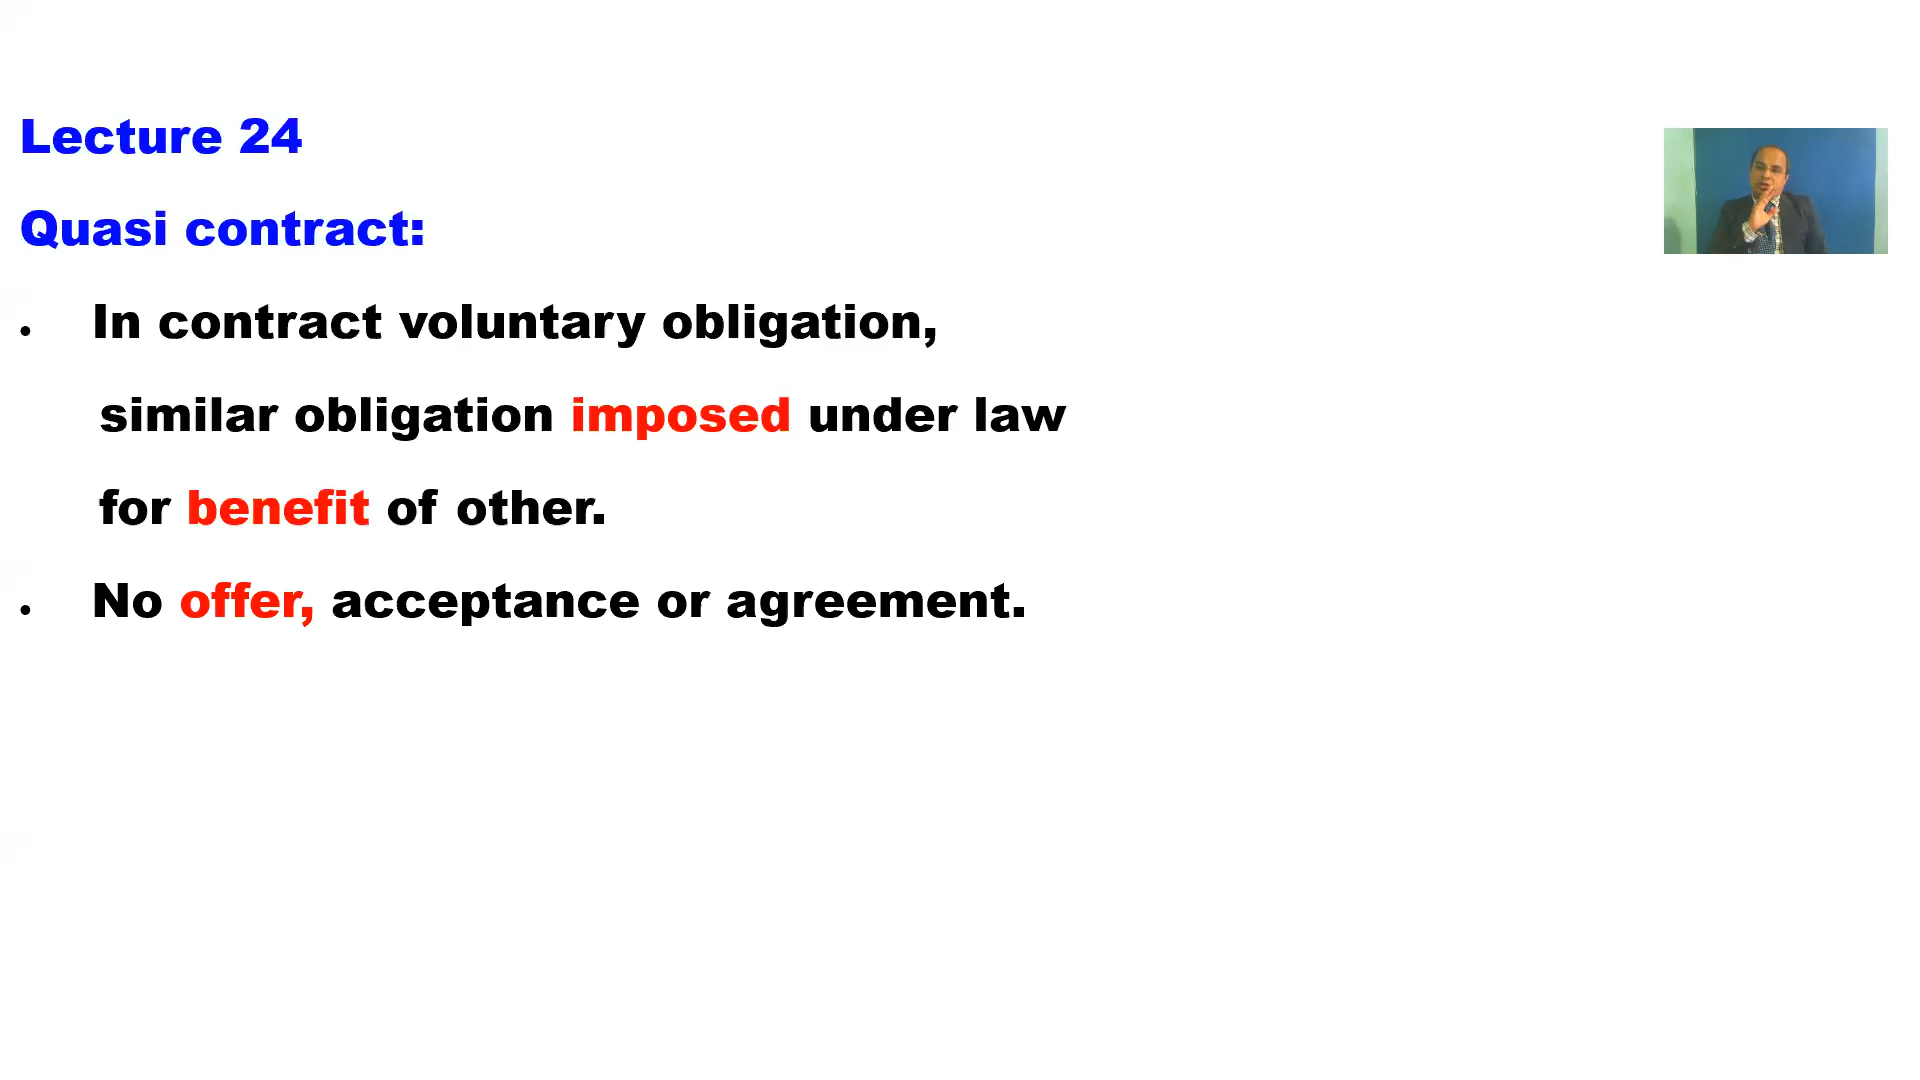 Lecture 24
Quasi contract:
• In contract voluntary obligation,
similar obligation imposed under law
for benefit of other.
• No offer, acceptance or agreement.